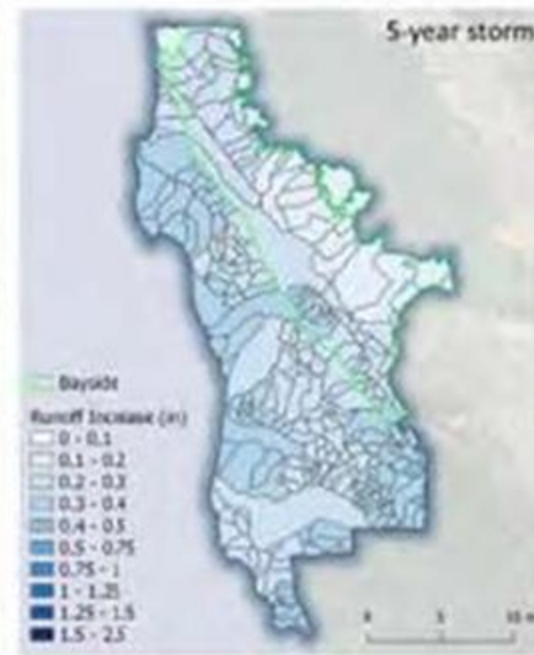 5-year storm
Bayside
Runoff Increase (in)
0 - 0.1
0.1 - 0.2
0.2 - 0.3
0.3 - 0.4
0.4 - 0.5
0.5 - 0.75
0.75 - 1
1 - 1.25
1.25 - 1.5
1.5 - 2.5
5
10